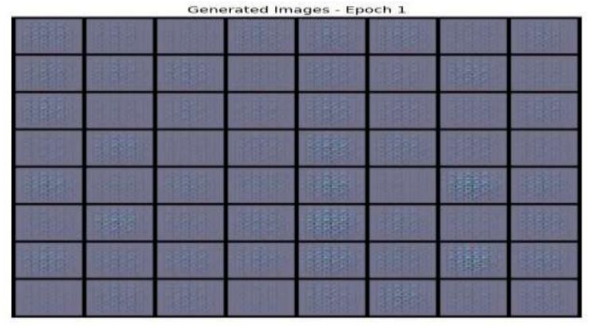 Generated Images - Epoch 1